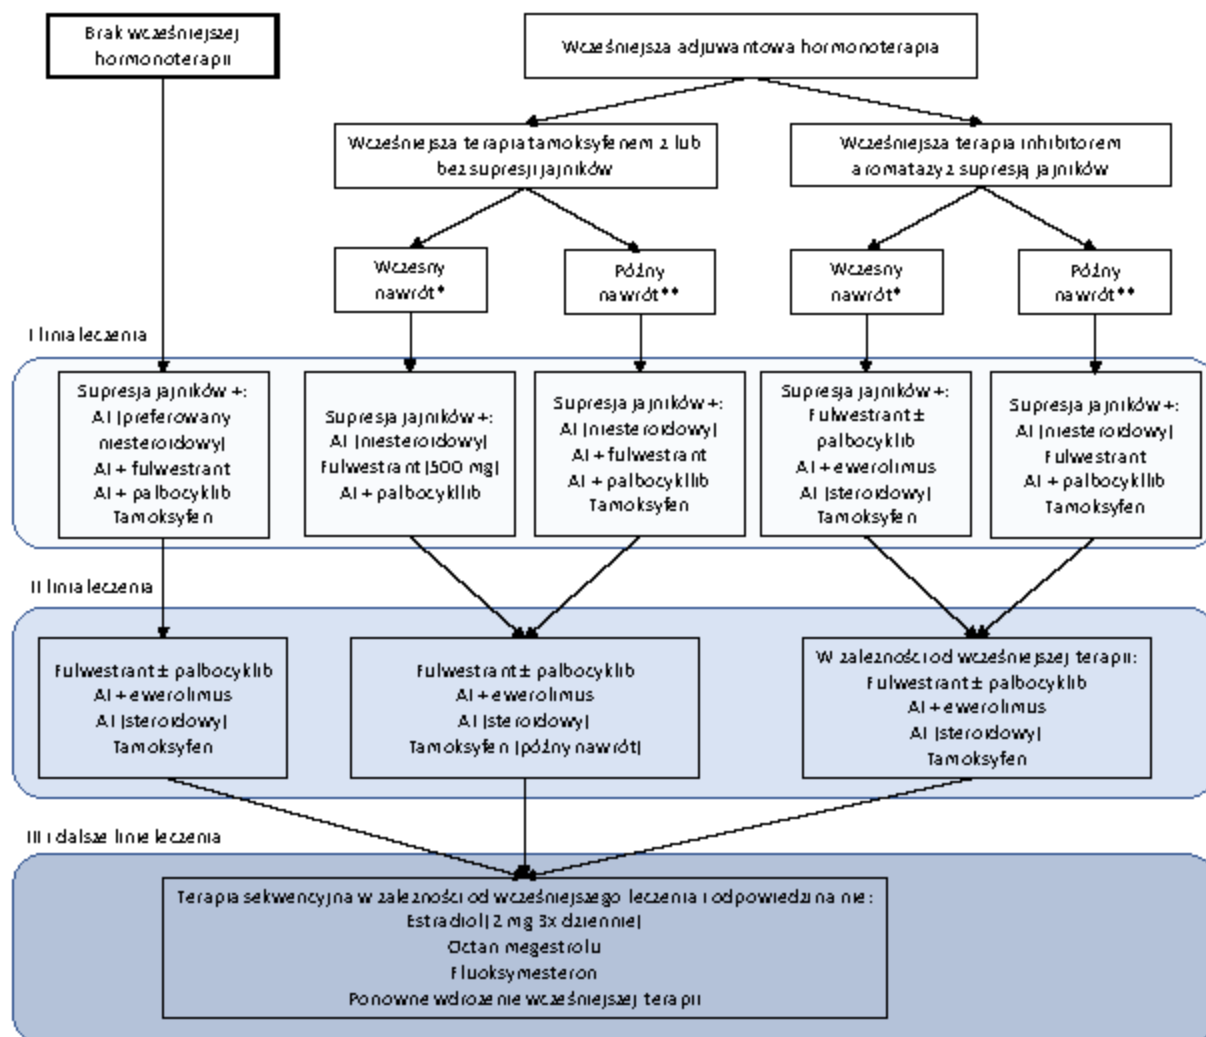 Brak wcześniejszej
hormonoterapii
Wcześniejsza adjuwantowa hormonoterapia
Wcześniejsza terapia tamoksyfenem z lub
bez supresji jajników
Wcześniejsza terapia inhibitorem
aromatazy z supresją jajników
Wczesny
nawrót*
Późny
nawrót**
Wczesny
nawrót*
Późny
nawrót**
I linia leczenia
Supresja jajników +:
AI (preferowany
niesteroidowy)
AI + fulwestrant
AI + palbocyklib
Tamoksyfen
Supresja jajników +:
AI (niesteroidowy)
Fulwestrant (500 mg)
AI + palbocykllib
Supresja jajników +:
AI (niesteroidowy)
AI + fulwestrant
AI + palbocykllib
Tamoksyfen
Supresja jajników +:
Fulwestrant ±
palbocyklib
AI + ewerolimus
AI (steroidowy)
Tamoksyfen
Supresja jajników +:
AI (niesteroidowy)
Fulwestrant
AI + palbocykllib
Tamoksyfen
II linia leczenia
Fulwestrant ± palbocyklib
AI + ewerolimus
AI (steroidowy)
Tamoksyfen
Fulwestrant ± palbocyklib
AI + ewerolimus
AI (steroidowy)
Tamoksyfen (późny nawrót)
W zależności od wcześniejszej terapii:
Fulwestrant ± palbocyklib
AI + ewerolimus
AI (steroidowy)
Tamoksyfen
III i dalsze linie leczenia
Terapia sekwencyjna w zależności od wcześniejszego leczenia i odpowiedzi na nie:
Estradiol (2 mg 3x dziennie)
Octan megestrolu
Fluoksymesteron
Ponowne wdrożenie wcześniejszej terapii